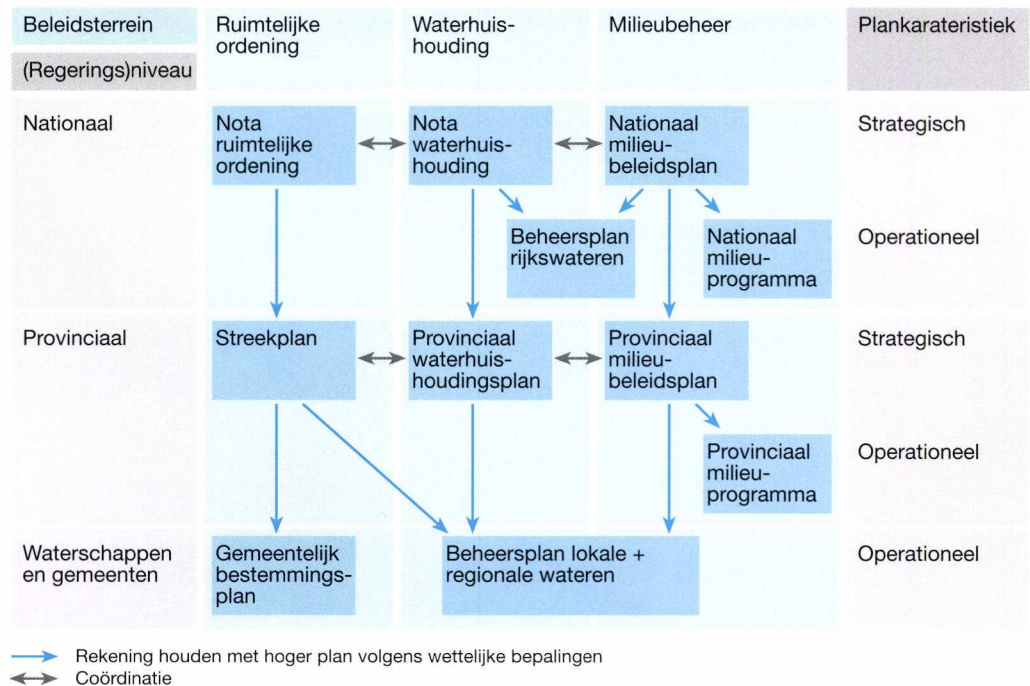 Beleidsterrein
Ruimtelijke
ordening
Waterhuis-
houding
Milieubeheer
Plankarateristiek
(Regerings)niveau
Nationaal
Nota
ruimtelijke
ordening
Nota
waterhuis-
houding
Nationaal
milieu-
beleidsplan
Strategisch
Beheersplan
rijkswateren
Nationaal
milieu-
programma
Operationeel
Provinciaal
Streekplan
Provinciaal
waterhuis-
houdingsplan
Provinciaal
milieu-
beleidsplan
Strategisch
Provinciaal
milieu-
programma
Operationeel
Waterschappen
en gemeenten
Gemeentelijk
bestemmings-
plan
Beheersplan lokale +
regionale wateren
Operationeel
Rekening houden met hoger plan volgens wettelijke bepalingen
Coördinatie